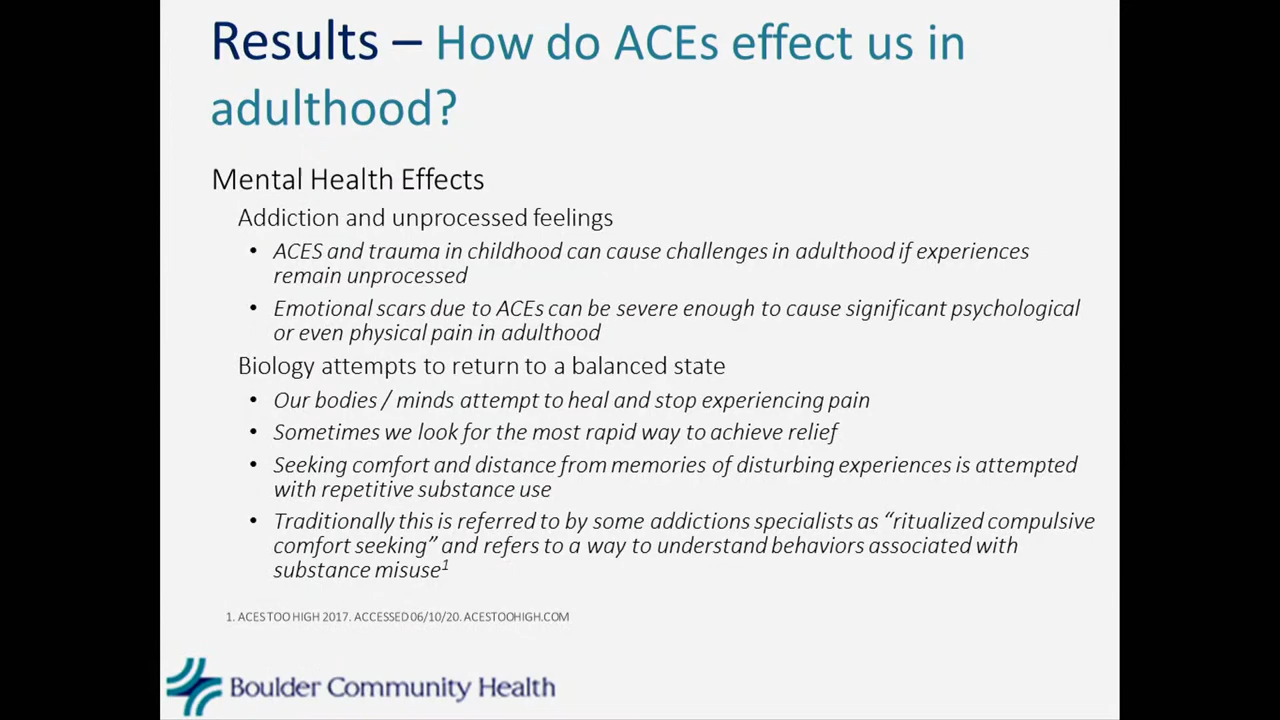 Results – How do ACEs effect us in
adulthood?
Mental Health Effects
Addiction and unprocessed feelings
• ACES and trauma in childhood can cause challenges in adulthood if experiences
remain unprocessed
• Emotional scars due to ACEs can be severe enough to cause significant psychological
or even physical pain in adulthood
Biology attempts to return to a balanced state
• Our bodies / minds attempt to heal and stop experiencing pain
• Sometimes we look for the most rapid way to achieve relief
• Seeking comfort and distance from memories of disturbing experiences is attempted
with repetitive substance use
• Traditionally this is referred to by some addictions specialists as “ritualized compulsive
comfort seeking” and refers to a way to understand behaviors associated with
substance misuse¹
1. ACES TOO HIGH 2017. ACCESSED 06/10/20. ACESTOOHIGH.COM
Boulder Community Health